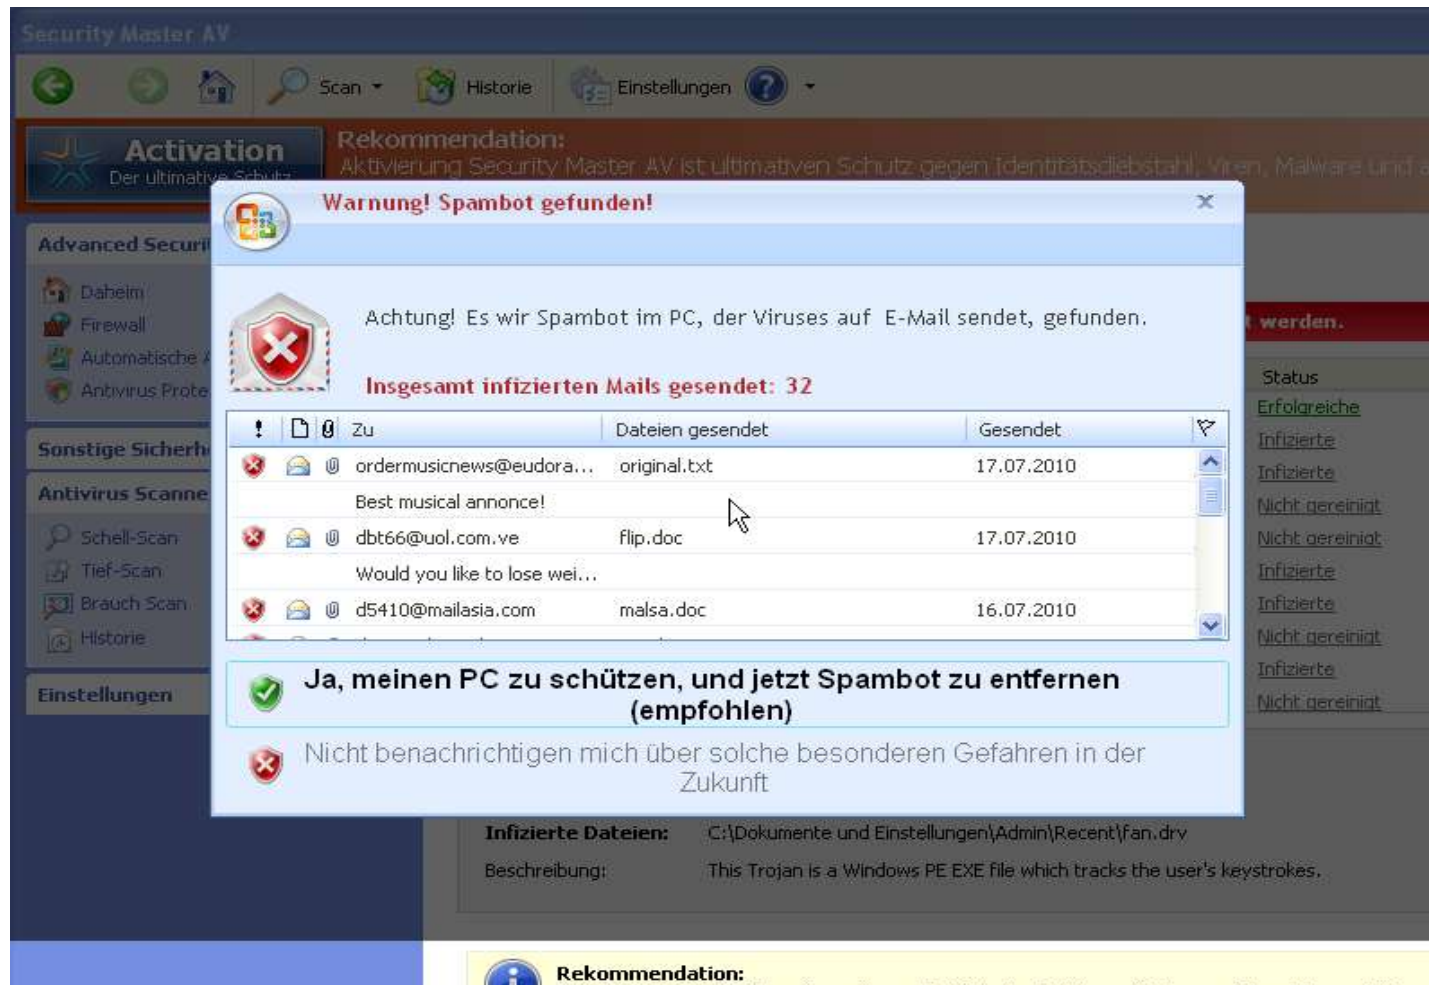 Security Master AV
Scan
Historie
Einstellungen
Activation
Der ultimative Schutz
Rekommendation:
Aktivierung Security Master AV ist ultimativen Schutz gegen Identitätsdiebstahl, Viren, Malware und
Warnung! Spambot gefunden!
Advanced
Daheim
Firewall
Automatische
Antivirus
Sonstige
Antivirus
Schell-Scan
Tief-Scan
Brauch Scan
Historie
Einstellungen
Achtung! Es wir Spambot im PC, der Viruses auf E-Mail sendet, gefunden.
Insgesamt infizierten Mails gesendet: 32
! Zu Dateien gesendet Gesendet
ordermusicnews@eudora... original.txt 17.07.2010
Best musical annonce!
dbt66@uol.com.ve flip.doc 17.07.2010
Would you like to lose wei...
d5410@mailasia.com malsa.doc 16.07.2010
Ja, meinen PC zu schützen, und jetzt Spambot zu entfernen
(empfohlen)
Nicht benachrichtigen mich über solche besonderen Gefahren in der
Zukunft
werden.
Status
Erfolgreiche
Infizierte
Infizierte
Nicht gereinigt
Nicht gereinigt
Infizierte
Infizierte
Nicht gereinigt
Infizierte
Nicht gereinigt
Infizierte Dateien: C:\Dokumente und Einstellungen\Admin\Recent\fan.drv
Beschreibung: This Trojan is a Windows PE EXE file which tracks the user's keystrokes.
Rekommendation: